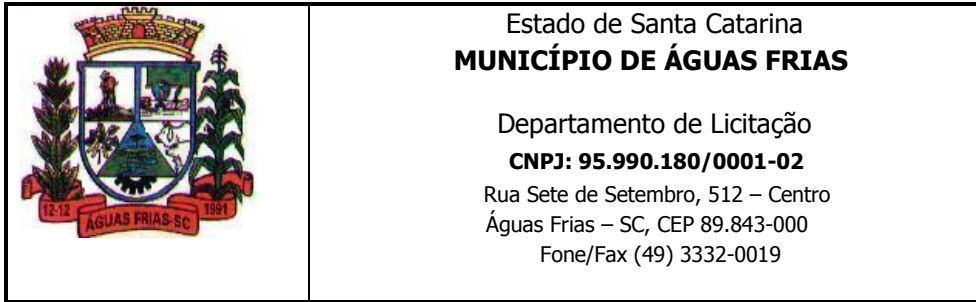 12-12
ÁGUAS FRIAS-SC
1991
Estado de Santa Catarina
MUNICÍPIO DE ÁGUAS FRIAS
Departamento de Licitação
CNPJ: 95.990.180/0001-02
Rua Sete de Setembro, 512 – Centro
Águas Frias – SC, CEP 89.843-000
Fone/Fax (49) 3332-0019